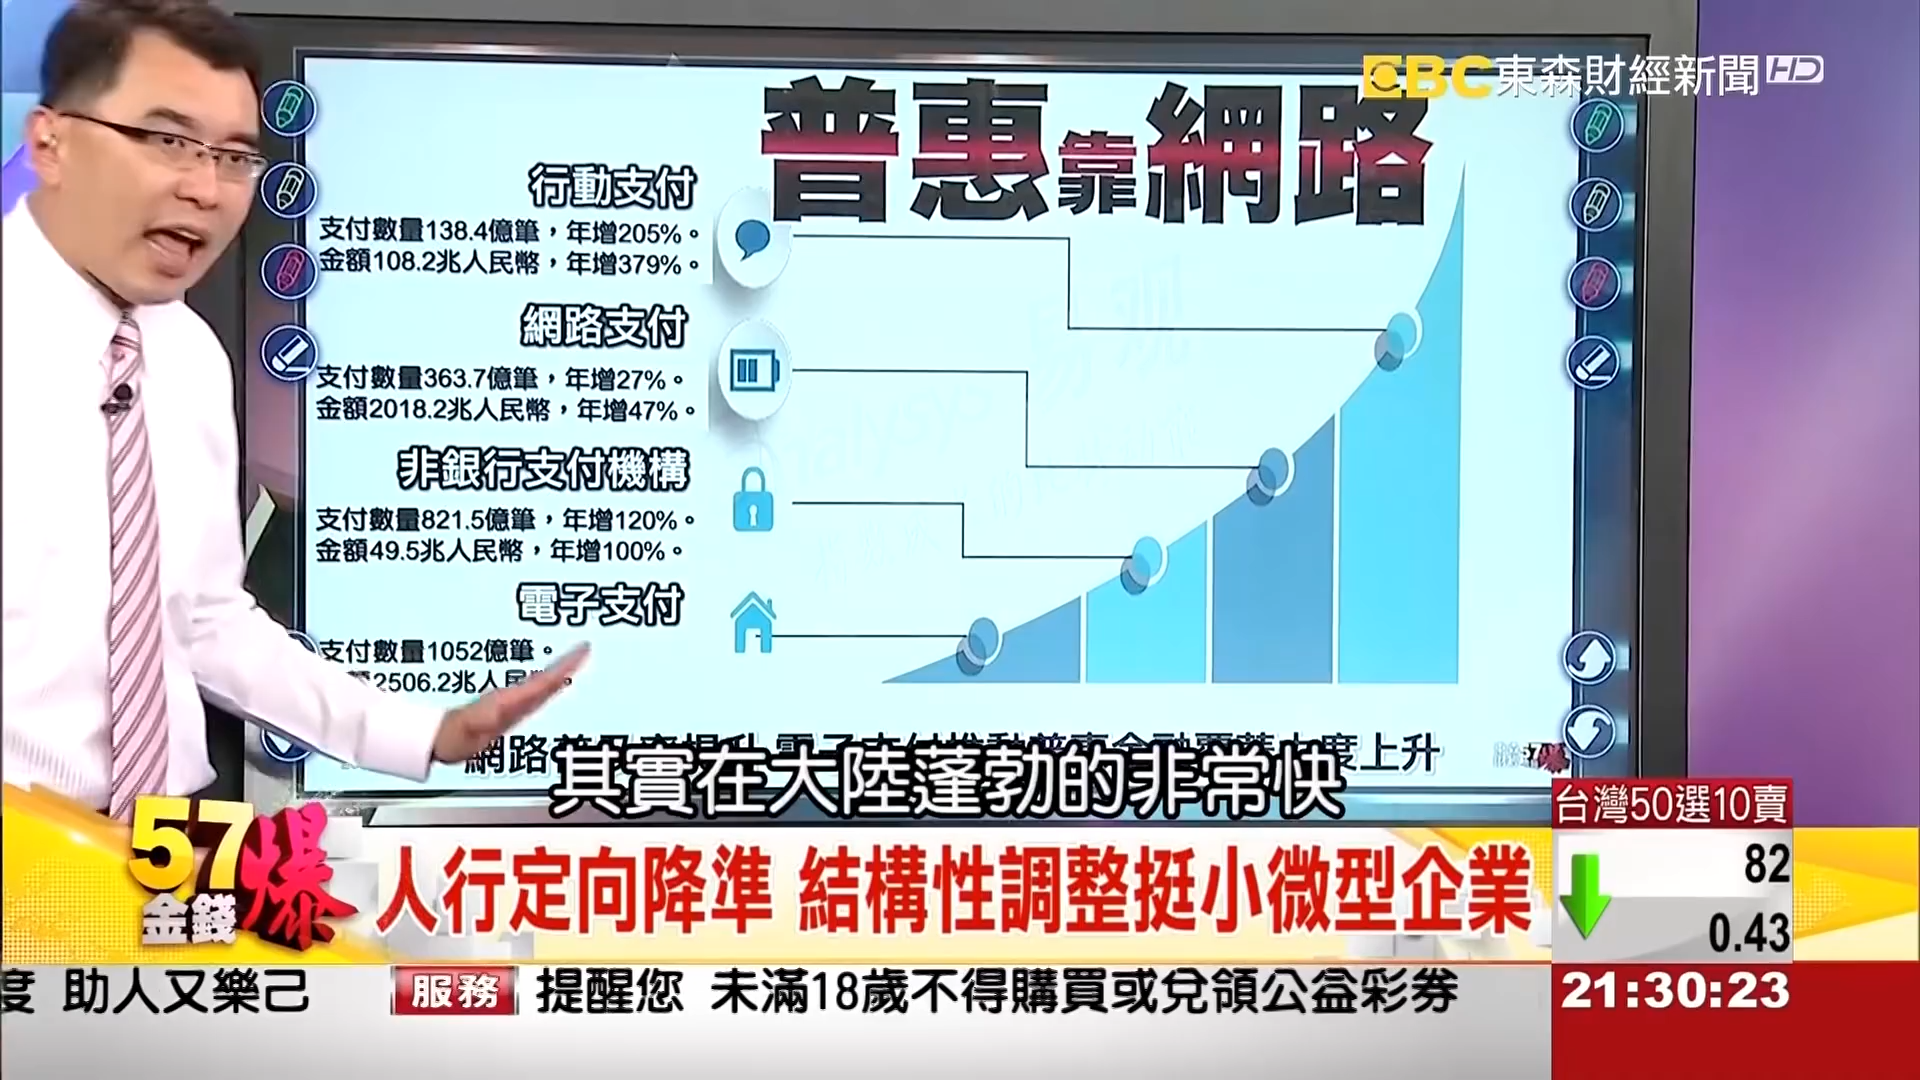 EBC東森財經新聞HD
普惠靠網路
行動支付
支付數量138.4億筆，年增205%。
金額108.2兆人民幣，年增379%。
網路支付
支付數量363.7億筆，年增27%。
金額2018.2兆人民幣，年增47%。
非銀行支付機構
支付數量821.5億筆，年增120%。
金額49.5兆人民幣，年增100%。
電子支付
支付數量1052億筆。
2506.2兆人民幣。
度上升
其實在大陸蓬勃的非常快
57金錢爆
人行定向降準 結構性調整挺小微型企業
台灣50選10賣
82
0.43
度 助人又樂己 服務 提醒您 未滿18歲不得購買或兌領公益彩券
21:30:23